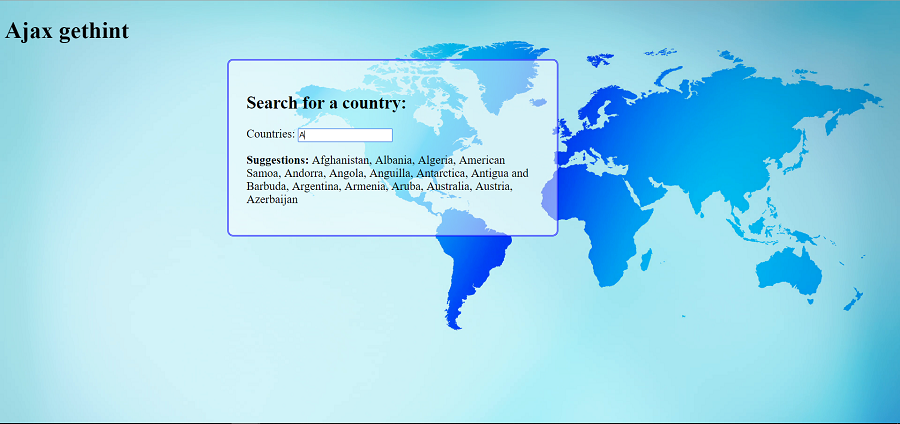 Ajax gethint
Search for a country:
Countries: A
Suggestions: Afghanistan, Albania, Algeria, American
Samoa, Andorra, Angola, Anguilla, Antarctica, Antigua and
Barbuda, Argentina, Armenia, Aruba, Australia, Austria,
Azerbaijan